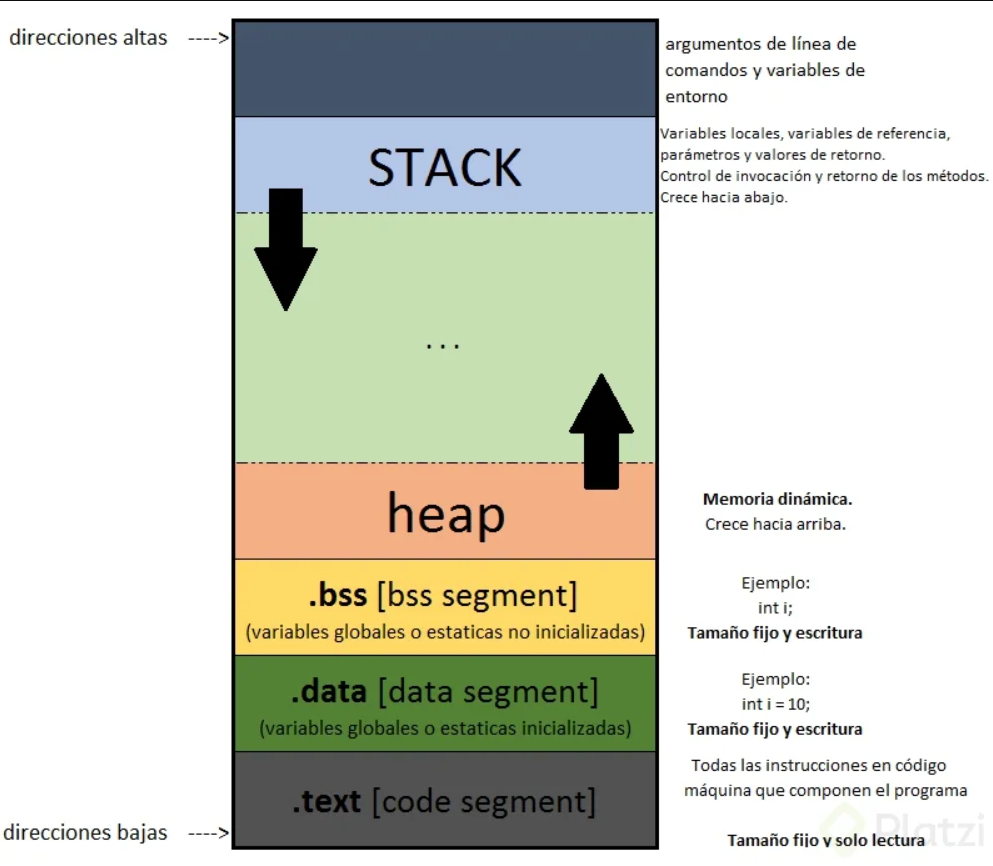 direcciones altas ---->
argumentos de línea de
comandos y variables de
entorno
STACK
Variables locales, variables de referencia,
parámetros y valores de retorno.
Control de invocación y retorno de los métodos.
Crece hacia abajo.
...
heap
Memoria dinámica.
Crece hacia arriba.
.bss [bss segment]
(variables globales o estaticas no inicializadas)
Ejemplo:
int i;
Tamaño fijo y escritura
.data [data segment]
(variables globales o estaticas inicializadas)
Ejemplo:
int i = 10;
Tamaño fijo y escritura
.text [code segment]
Todas las instrucciones en código
máquina que componen el programa
direcciones bajas ---->
Platzi
Tamaño fijo y solo lectura